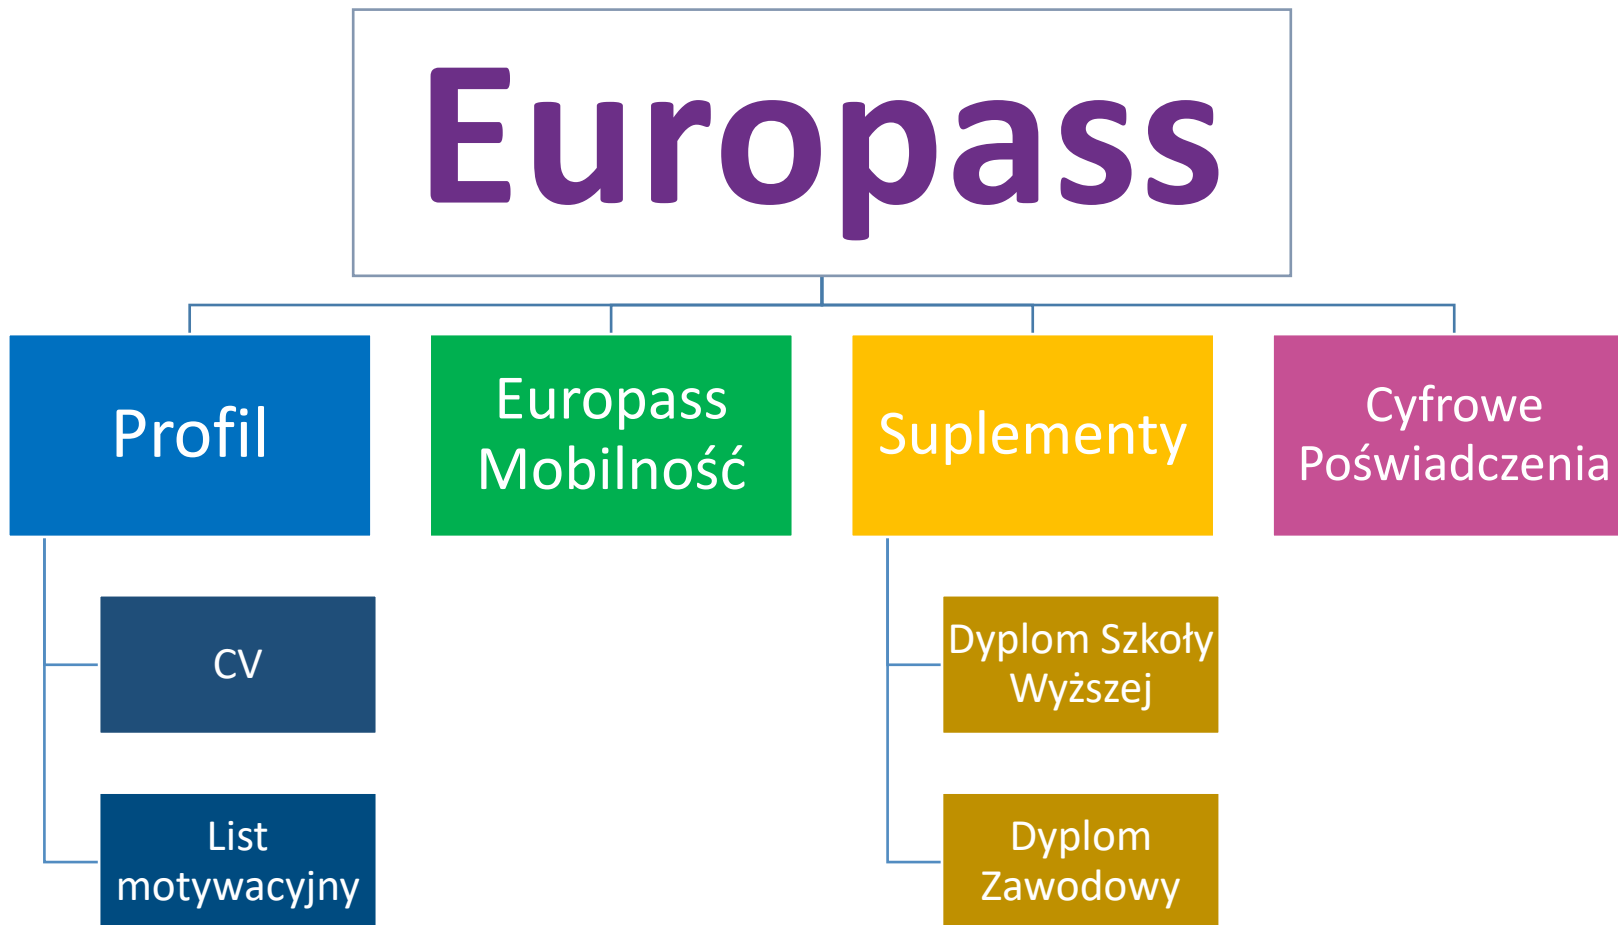 Europass
Profil
Europass
Mobilność
Suplementy
Cyfrowe
Poświadczenia
CV
List
motywacyjny
Dyplom Szkoły
Wyższej
Dyplom
Zawodowy